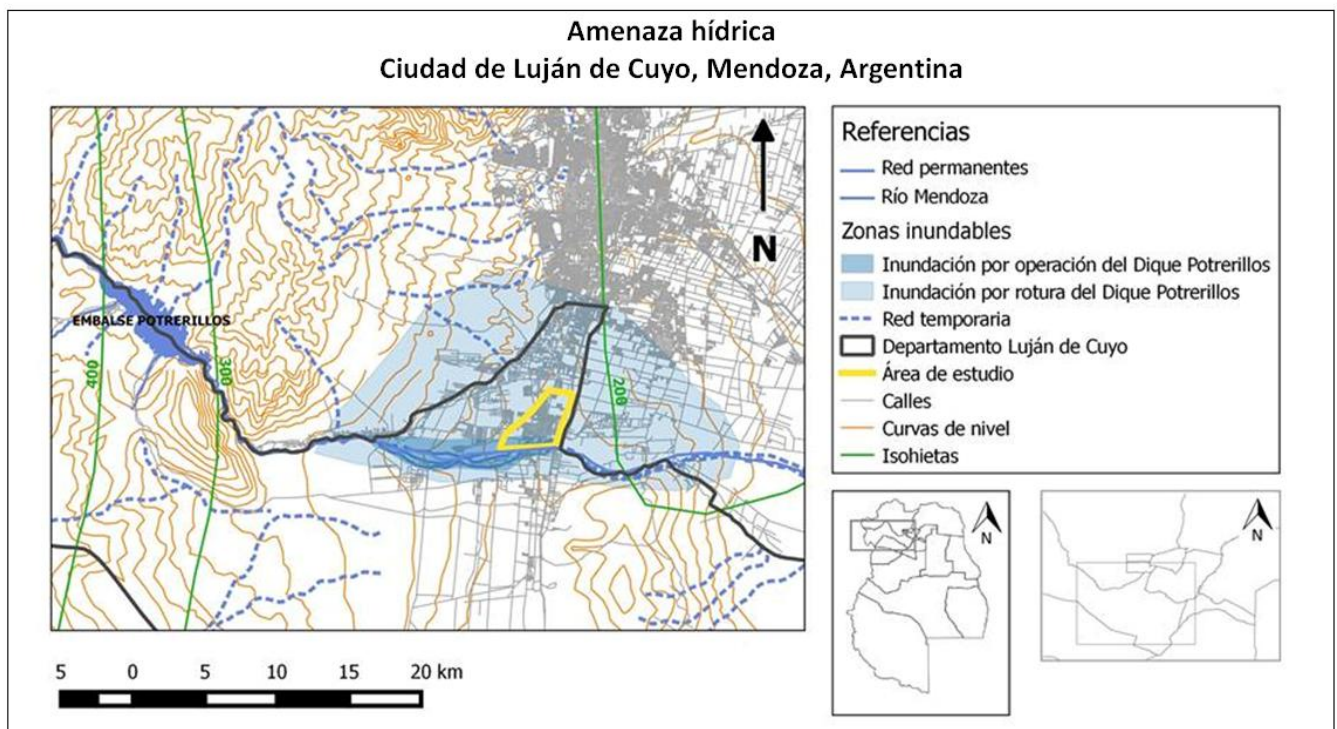 Amenaza hídrica
Ciudad de Luján de Cuyo, Mendoza, Argentina
N
EMBALSE POTRERILLOS
400
300
200
Referencias
Red permanentes
Río Mendoza
Zonas inundables
Inundación por operación del Dique Potrerillos
Inundación por rotura del Dique Potrerillos
Red temporaria
Departamento Luján de Cuyo
Área de estudio
Calles
Curvas de nivel
Isohietas
N
N
5 0 5 10 15 20 km